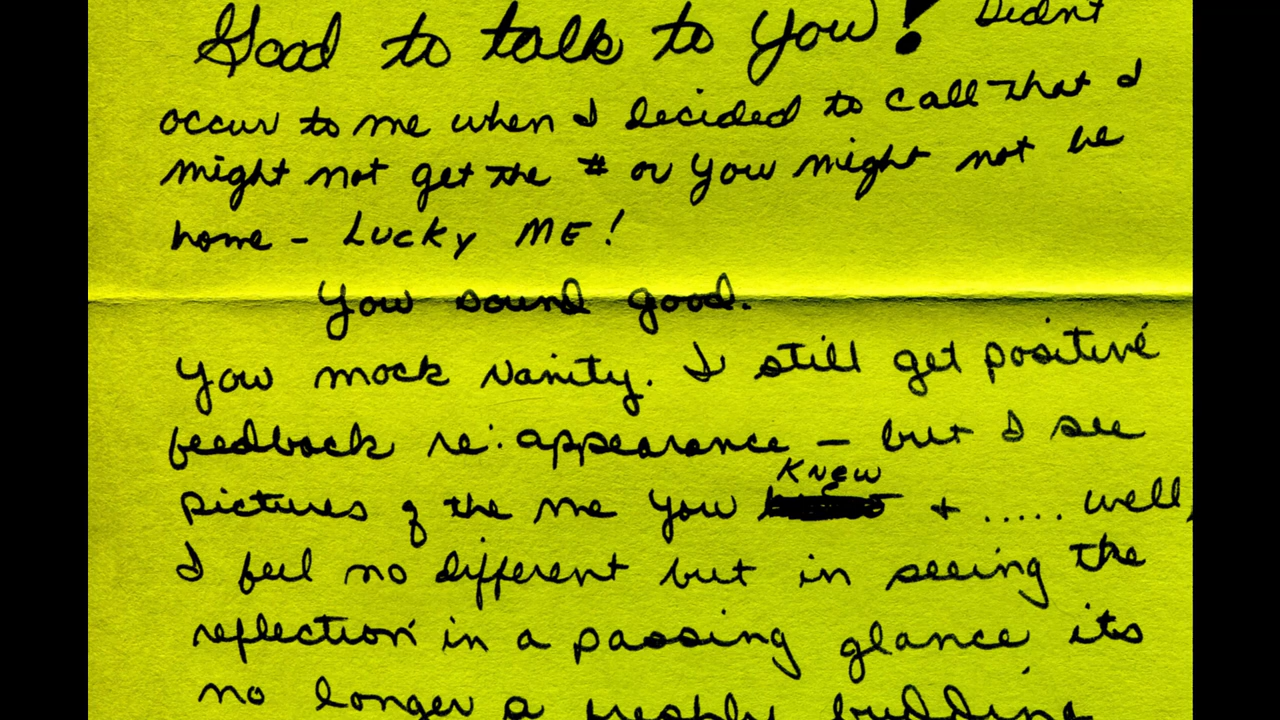 Good to talk to you! Didn't
occur to me when I decided to call that I
might not get the # or you might not be
home - Lucky ME!
You sound good.
You mock vanity. I still get positive
feedback re: appearance – but I see
KNEW
pictures of the me you + ..... well,
I feel no different but in seeing the
reflection in a passing glance its
no longer a freshly budding